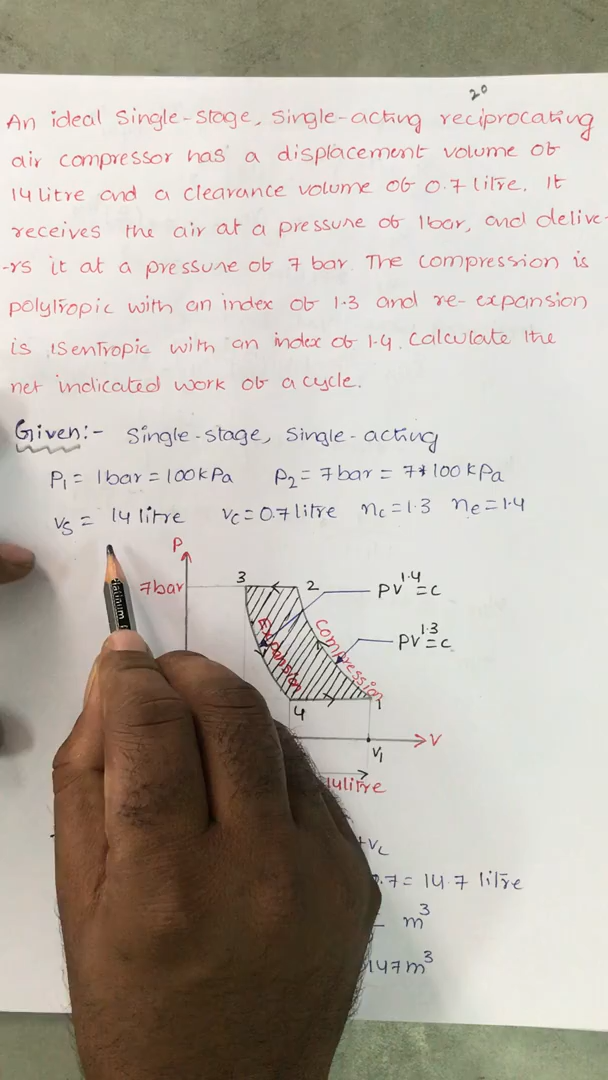 20
An ideal Single-stage, Single-acting reciprocating
air compressor has a displacement volume of
14 litre and a clearance volume of 0.7 litre. It
receives the air at a pressure of 1bar, and delive-
-rs it at a pressure of 7 bar. The compression is
polytropic with an index of 1.3 and re-expansion
is isentropic with an index of 1.4. Calculate the
net indicated work of a cycle.
Given:- Single-stage, Single-acting
P₁ = 1bar = 100kPa P₂ = 7bar = 7*100kPa
Vs = 14 litre Vc = 0.7 litre nc = 1.3 ne = 1.4
P
7bar 3 2 PV^1.4 = C
Expansion Compression PV^1.3 = C
4 1
V₁ V
14litre
+Vc
0.7 = 14.7 litre
m³
147m³
platinum